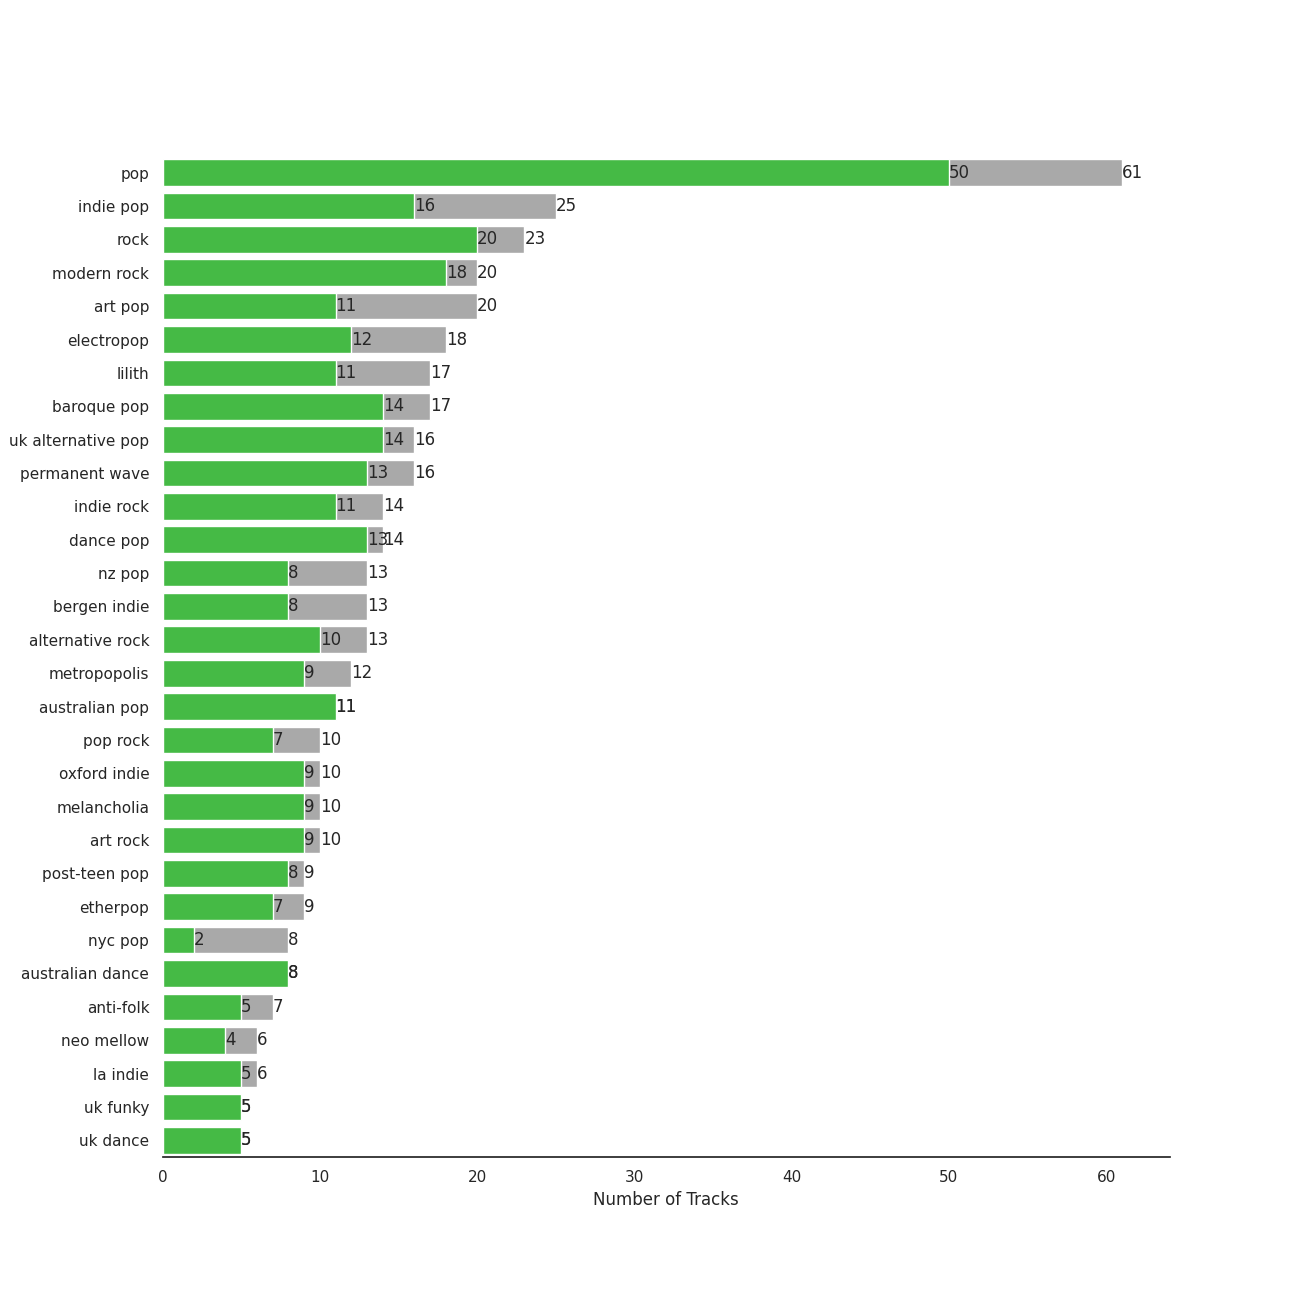 pop 50 61
indie pop 16 25
rock 20 23
modern rock 18 20
art pop 11 20
electropop 12 18
lilith 11 17
baroque pop 14 17
uk alternative pop 14 16
permanent wave 13 16
indie rock 11 14
dance pop 13 14
nz pop 8 13
bergen indie 8 13
alternative rock 10 13
metropopolis 9 12
australian pop 11
pop rock 7 10
oxford indie 9 10
melancholia 9 10
art rock 9 10
post-teen pop 8 9
etherpop 7 9
nyc pop 2 8
australian dance 8
anti-folk 5 7
neo mellow 4 6
la indie 5 6
uk funky 5
uk dance 5
0 10 20 30 40 50 60
Number of Tracks